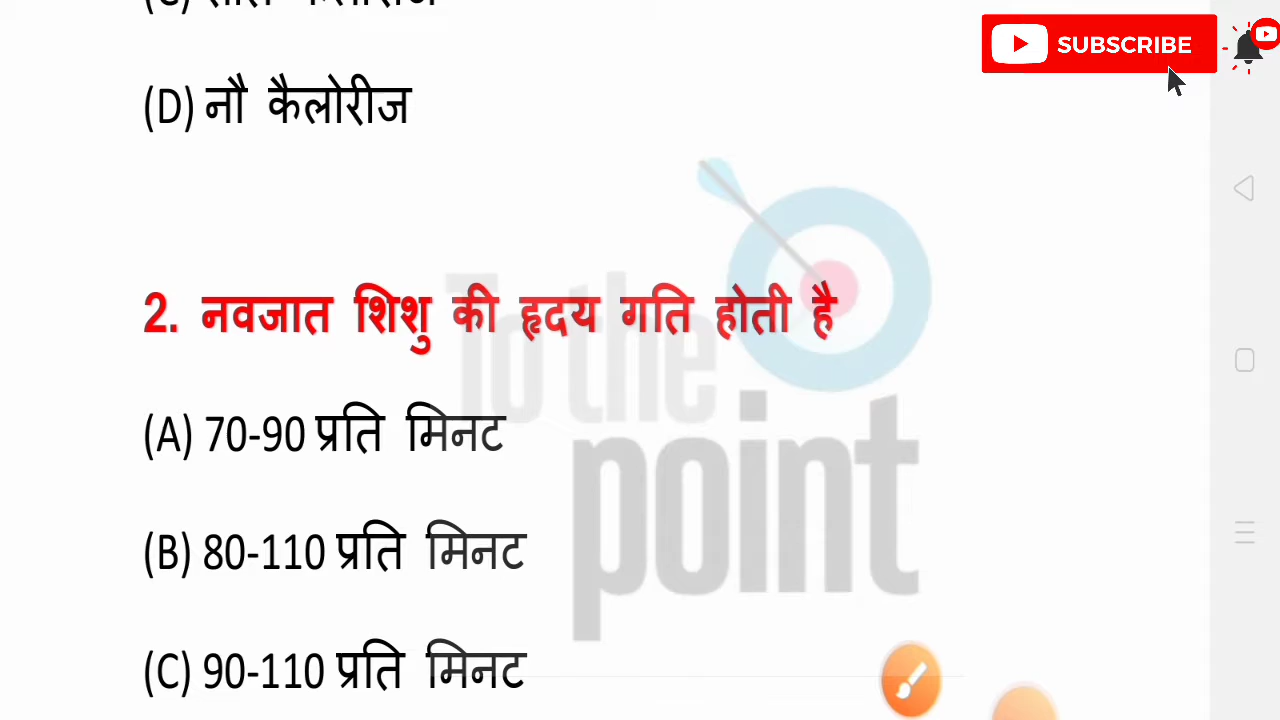 SUBSCRIBE
(D) नौ कैलोरीज
2. नवजात शिशु की हृदय गति होती है
To the
point
(A) 70-90 प्रति मिनट
(B) 80-110 प्रति मिनट
(C) 90-110 प्रति मिनट